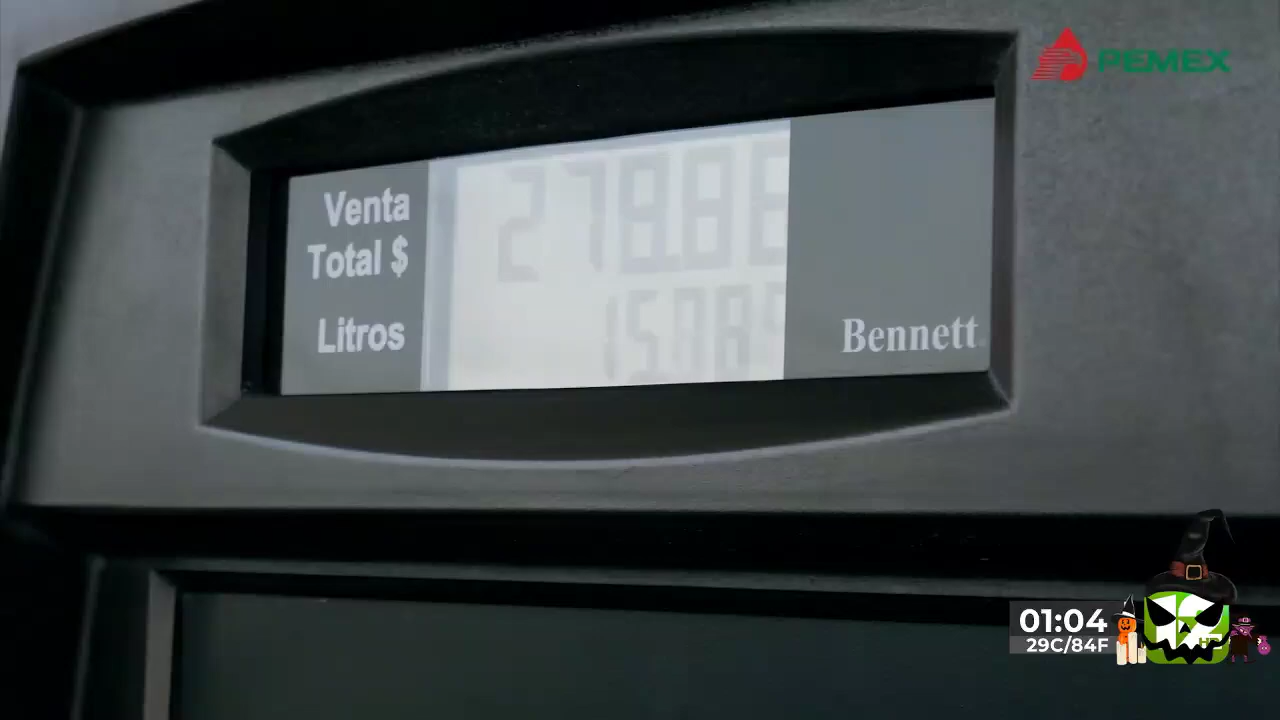 PEMEX
Venta
Total $
Litros
Bennett
01:04
29C/84F